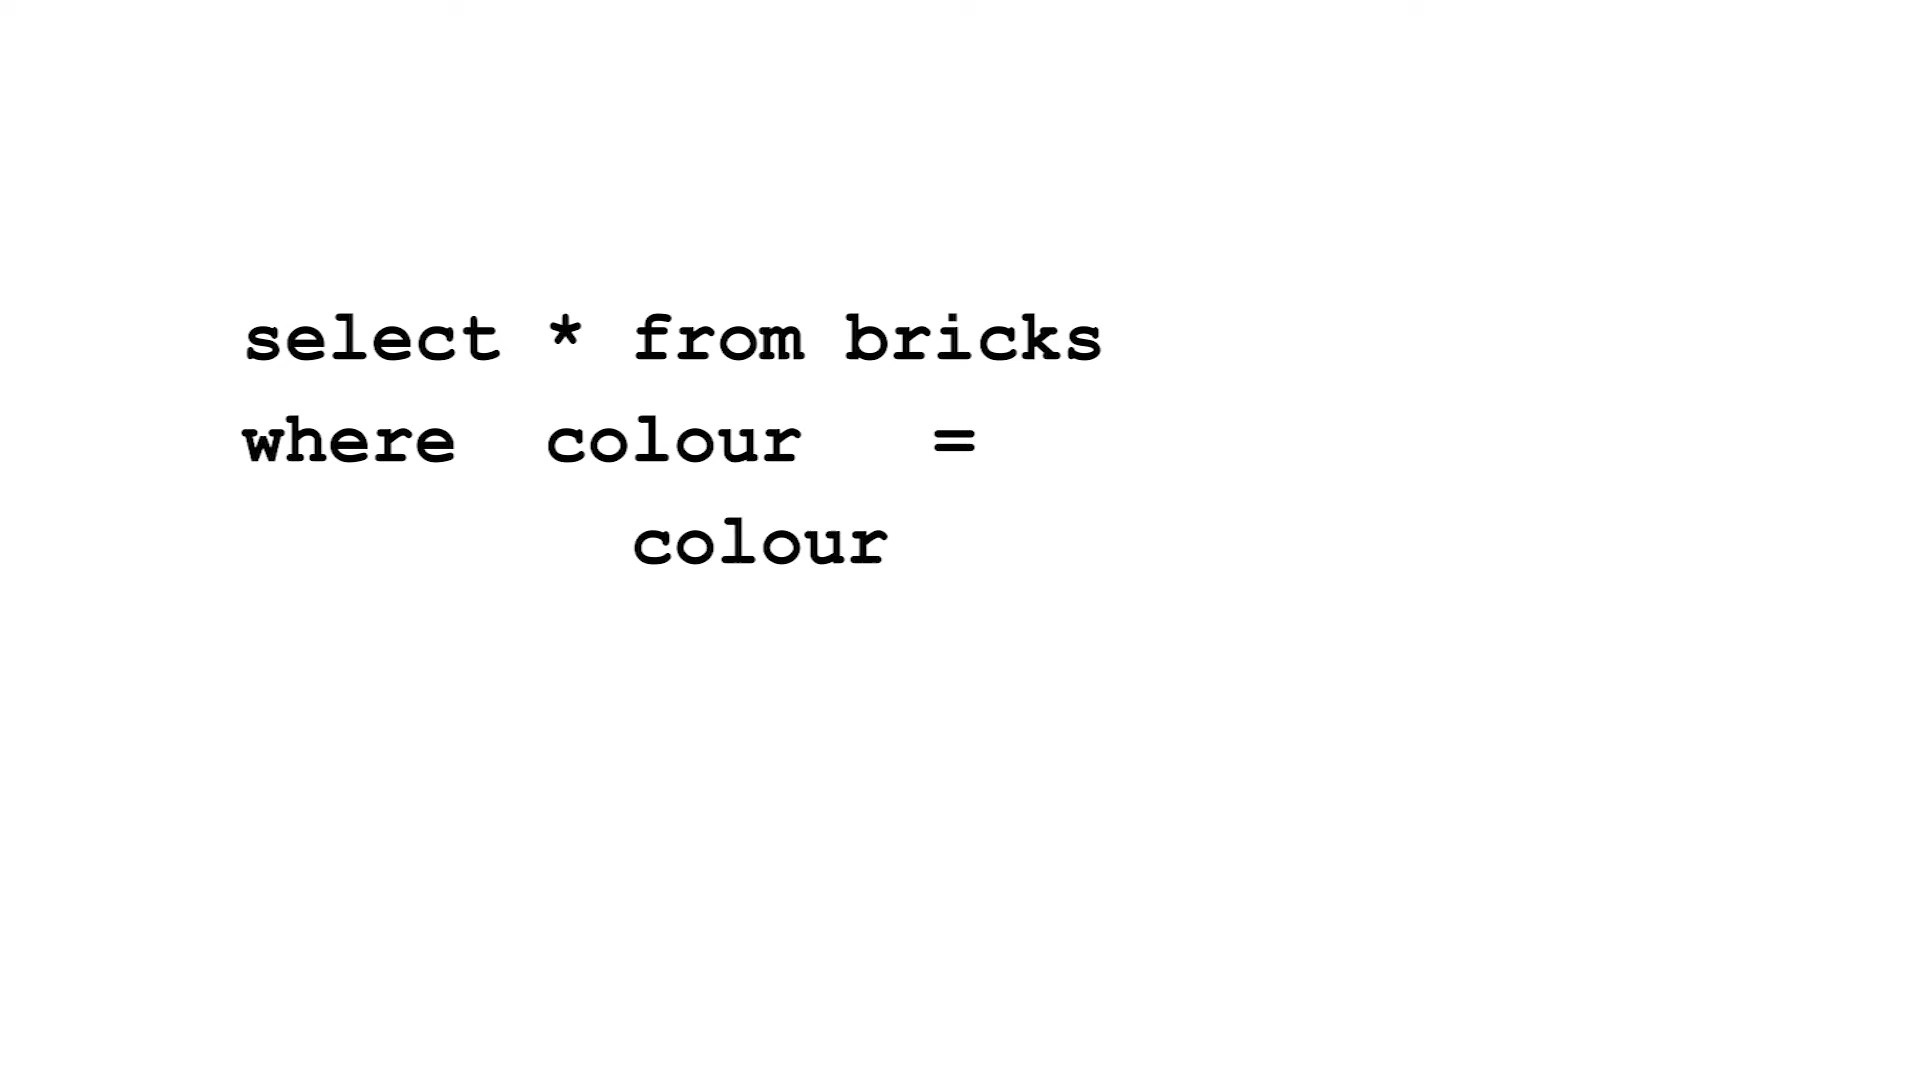 select * from bricks
where  colour   =
         colour